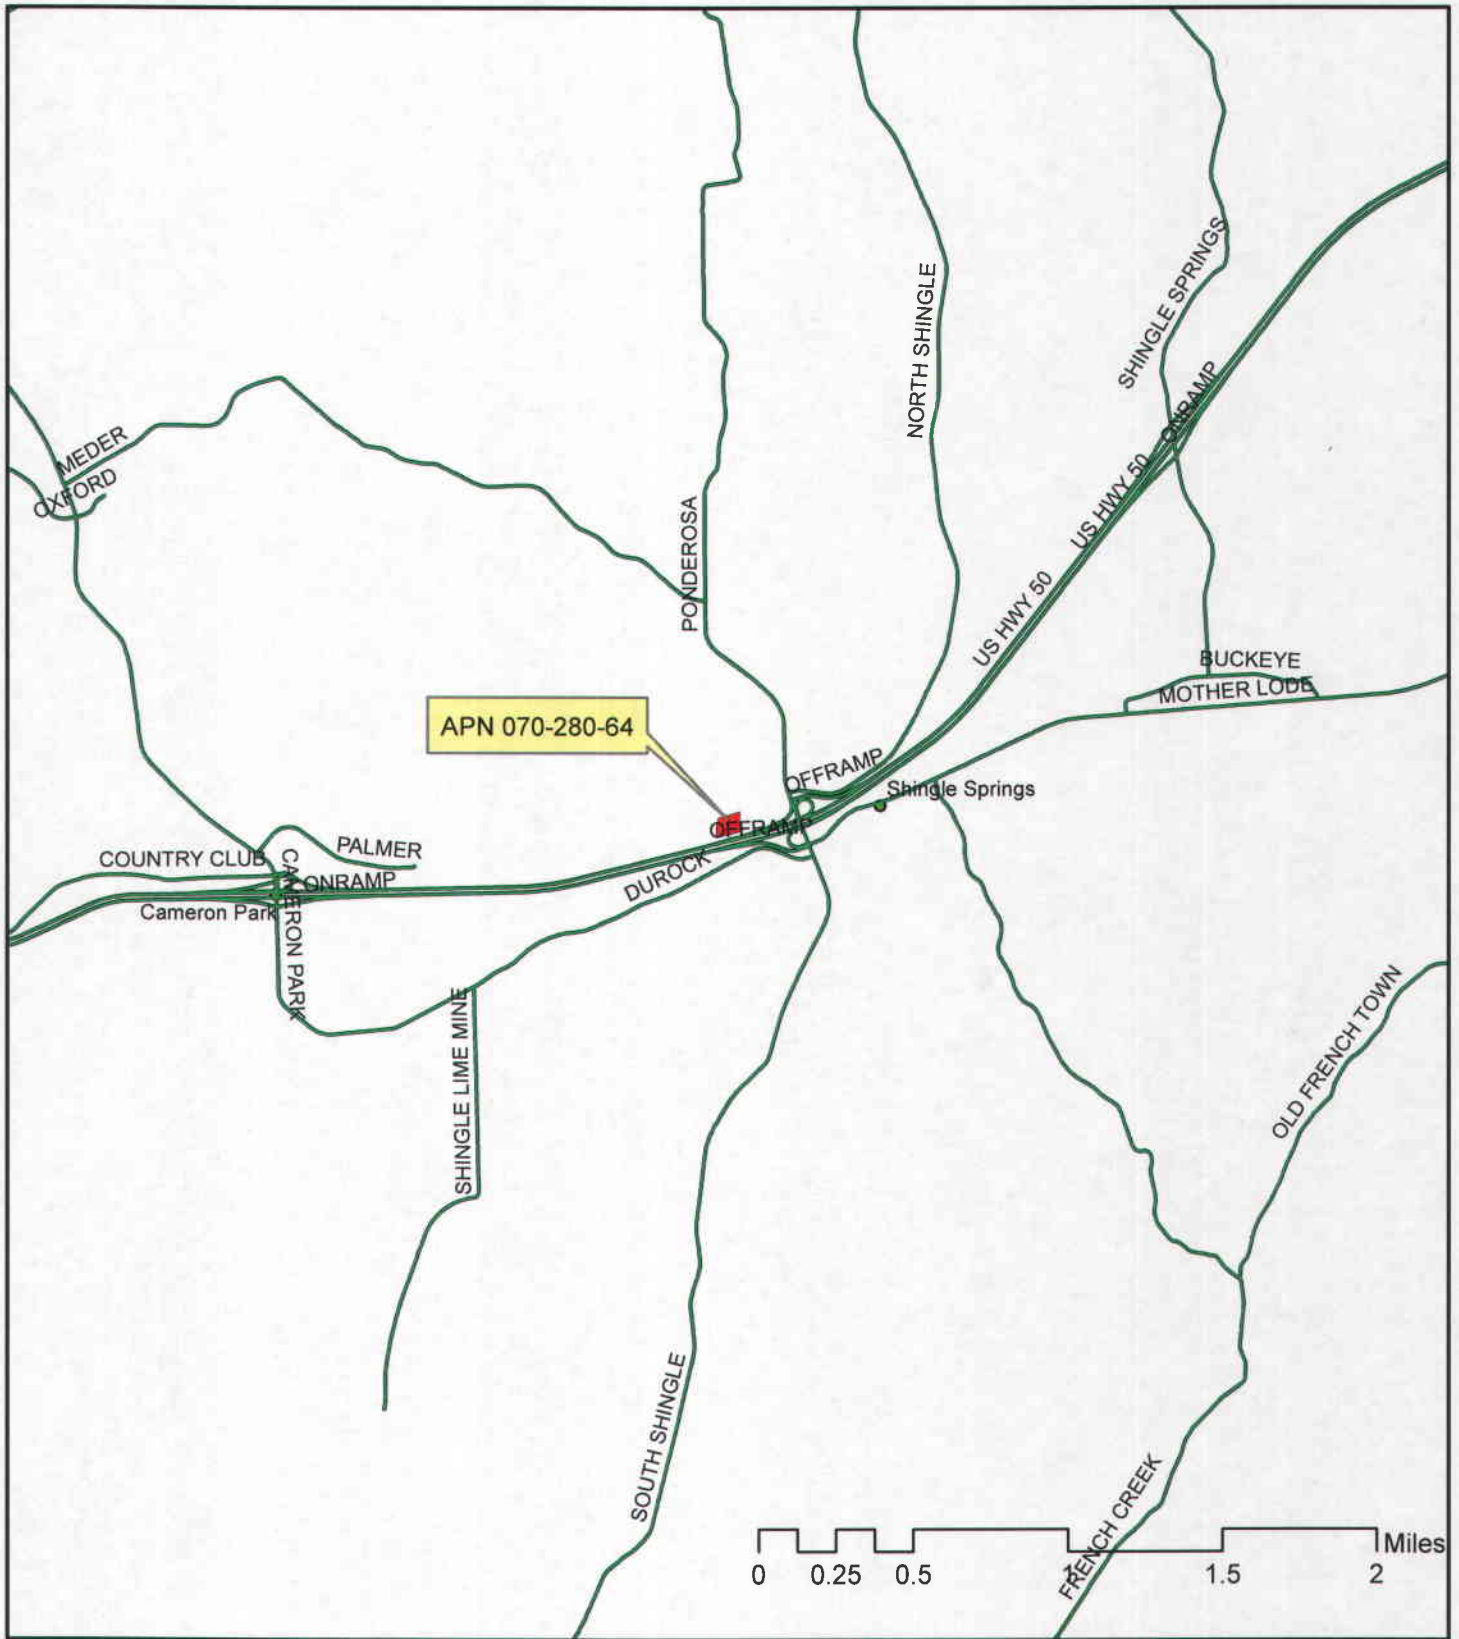 SHINGLE SPRINGS
NORTH SHINGLE
ONRAMP
MEDER
OXFORD
US HWY 50
PONDEROSA
US HWY 50
BUCKEYE
MOTHER LODE
APN 070-280-64
OFFRAMP
Shingle Springs
OFFRAMP
PALMER
COUNTRY CLUB
DUROCK
ONRAMP
Cameron Park
CAMERON PARK
OLD FRENCH TOWN
SHINGLE LIME MINE
SOUTH SHINGLE
FRENCH CREEK
Miles
0 0.25 0.5 1 1.5 2